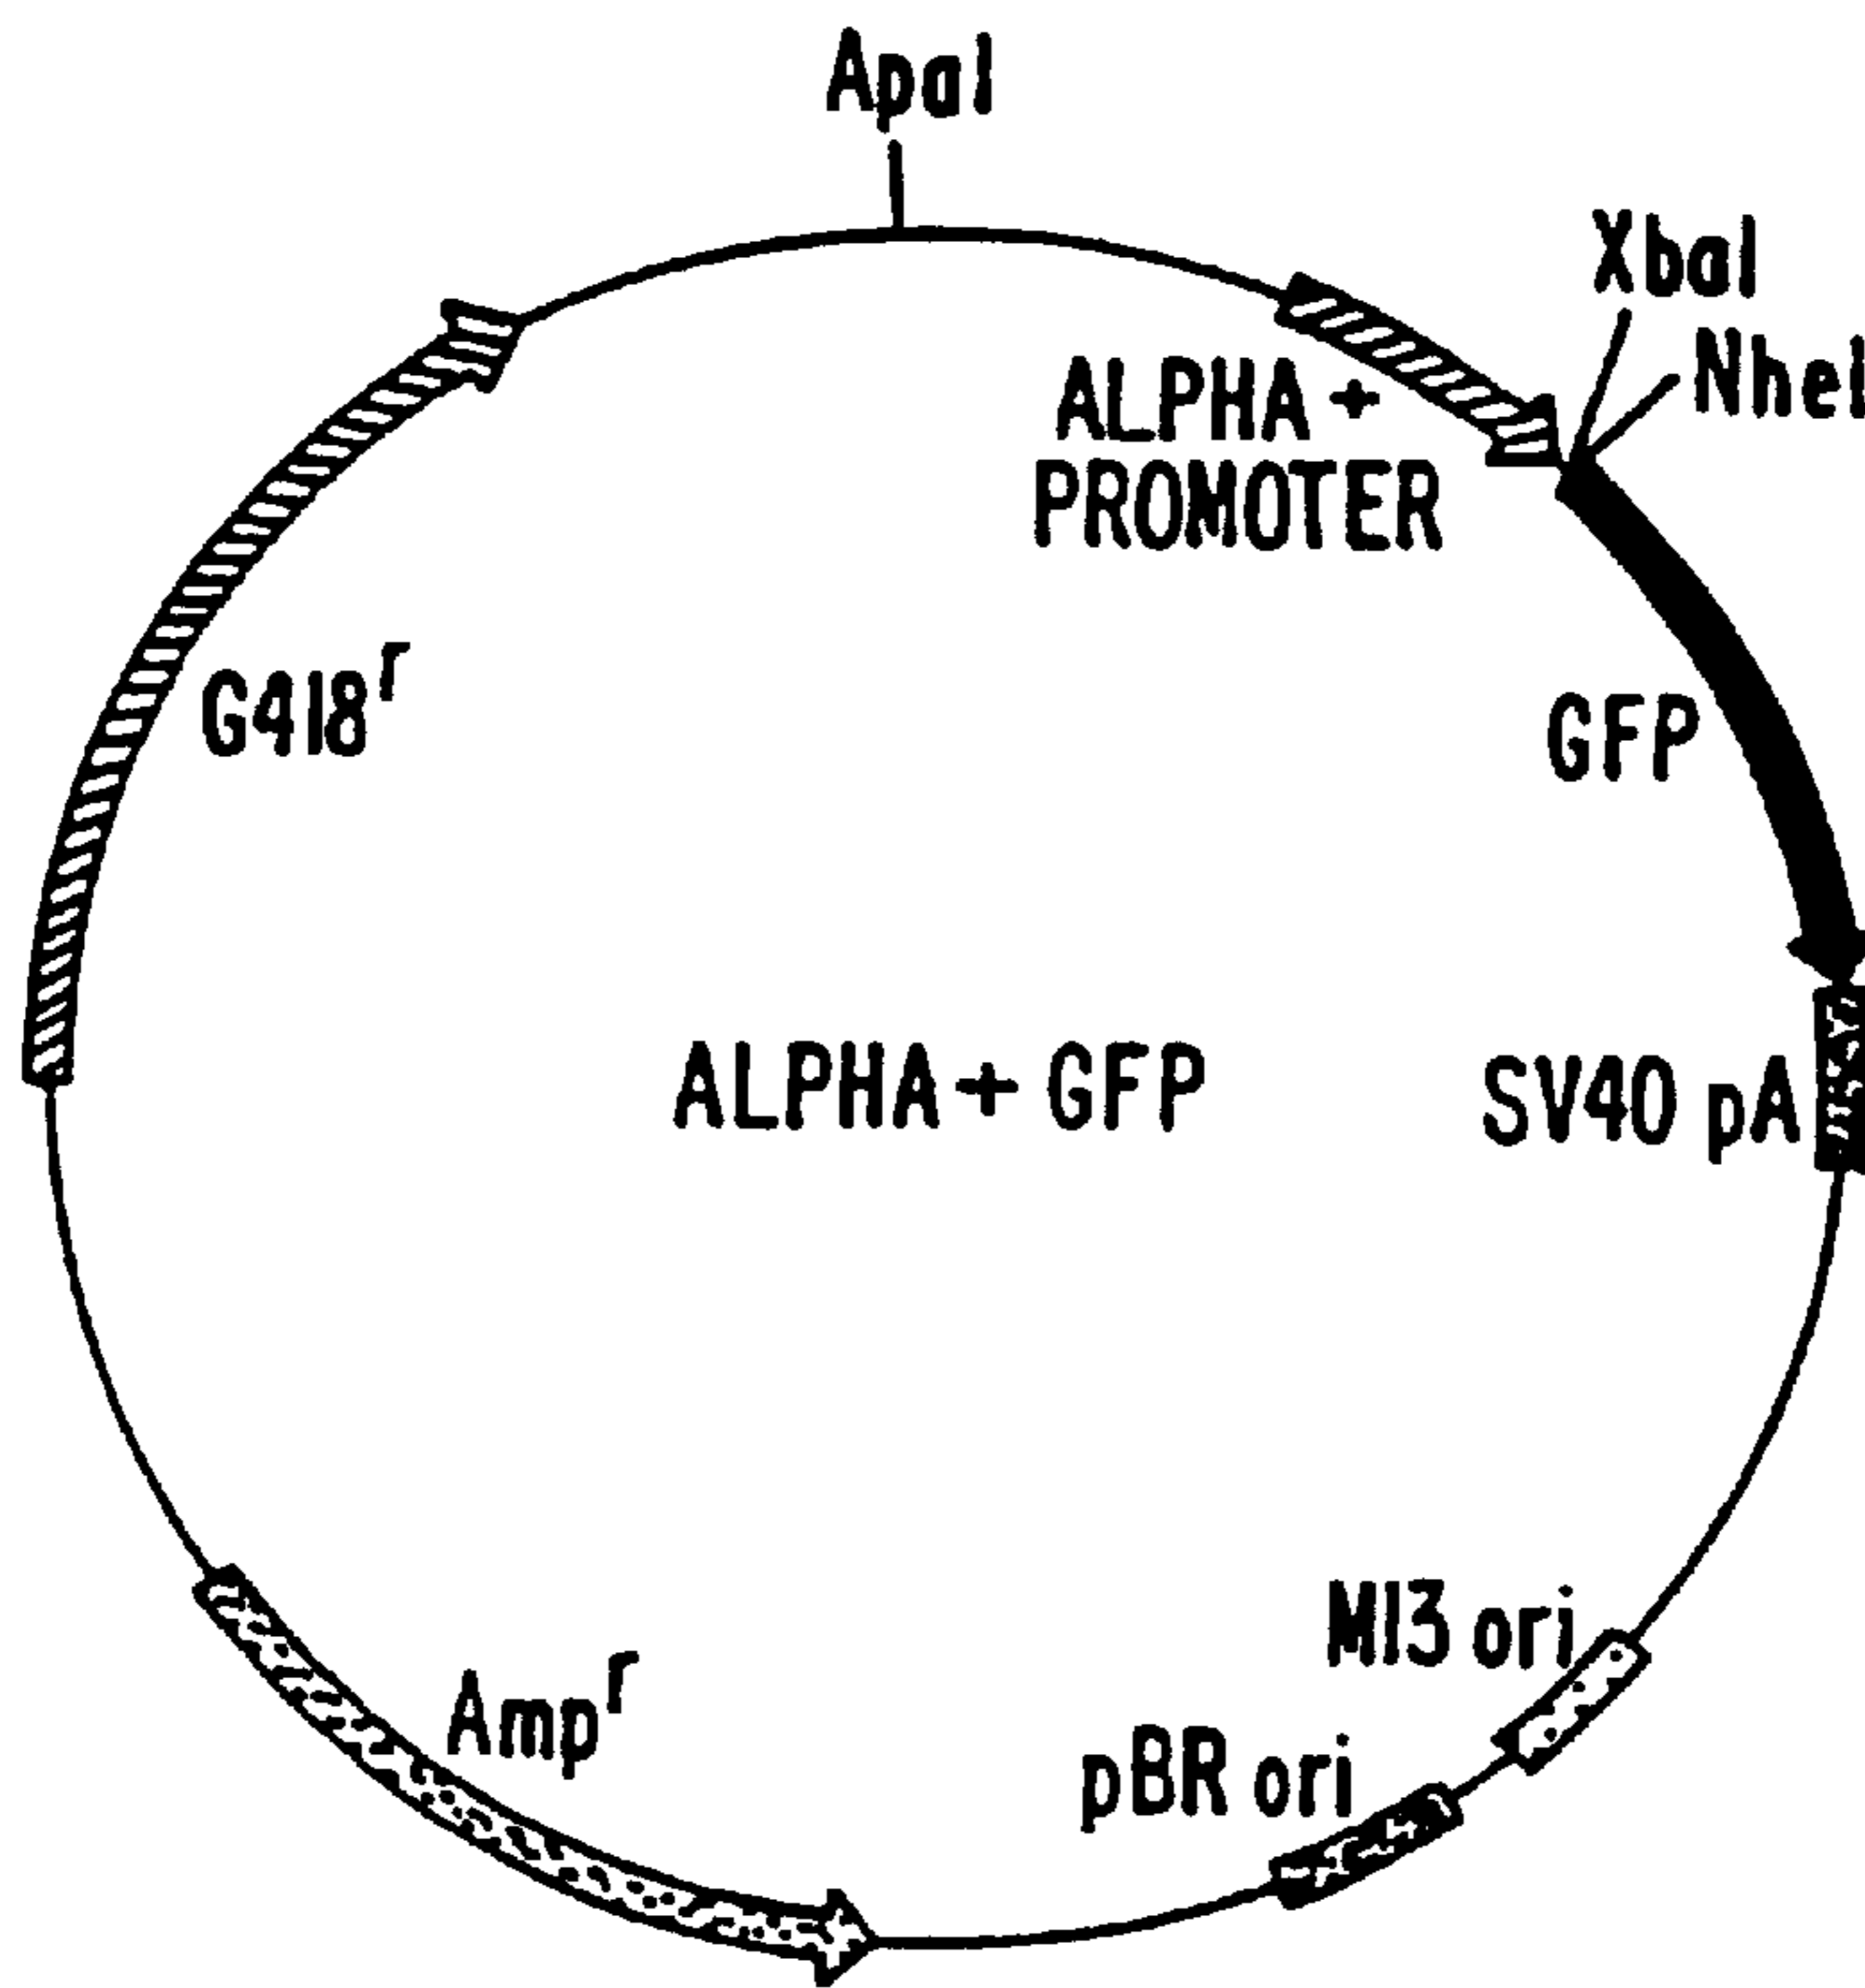 ApaI
XbaI
NheI
ALPHA +
PROMOTER
G418r
GFP
ALPHA + GFP
SV40 pA
M13 ori
Ampr
pBR ori